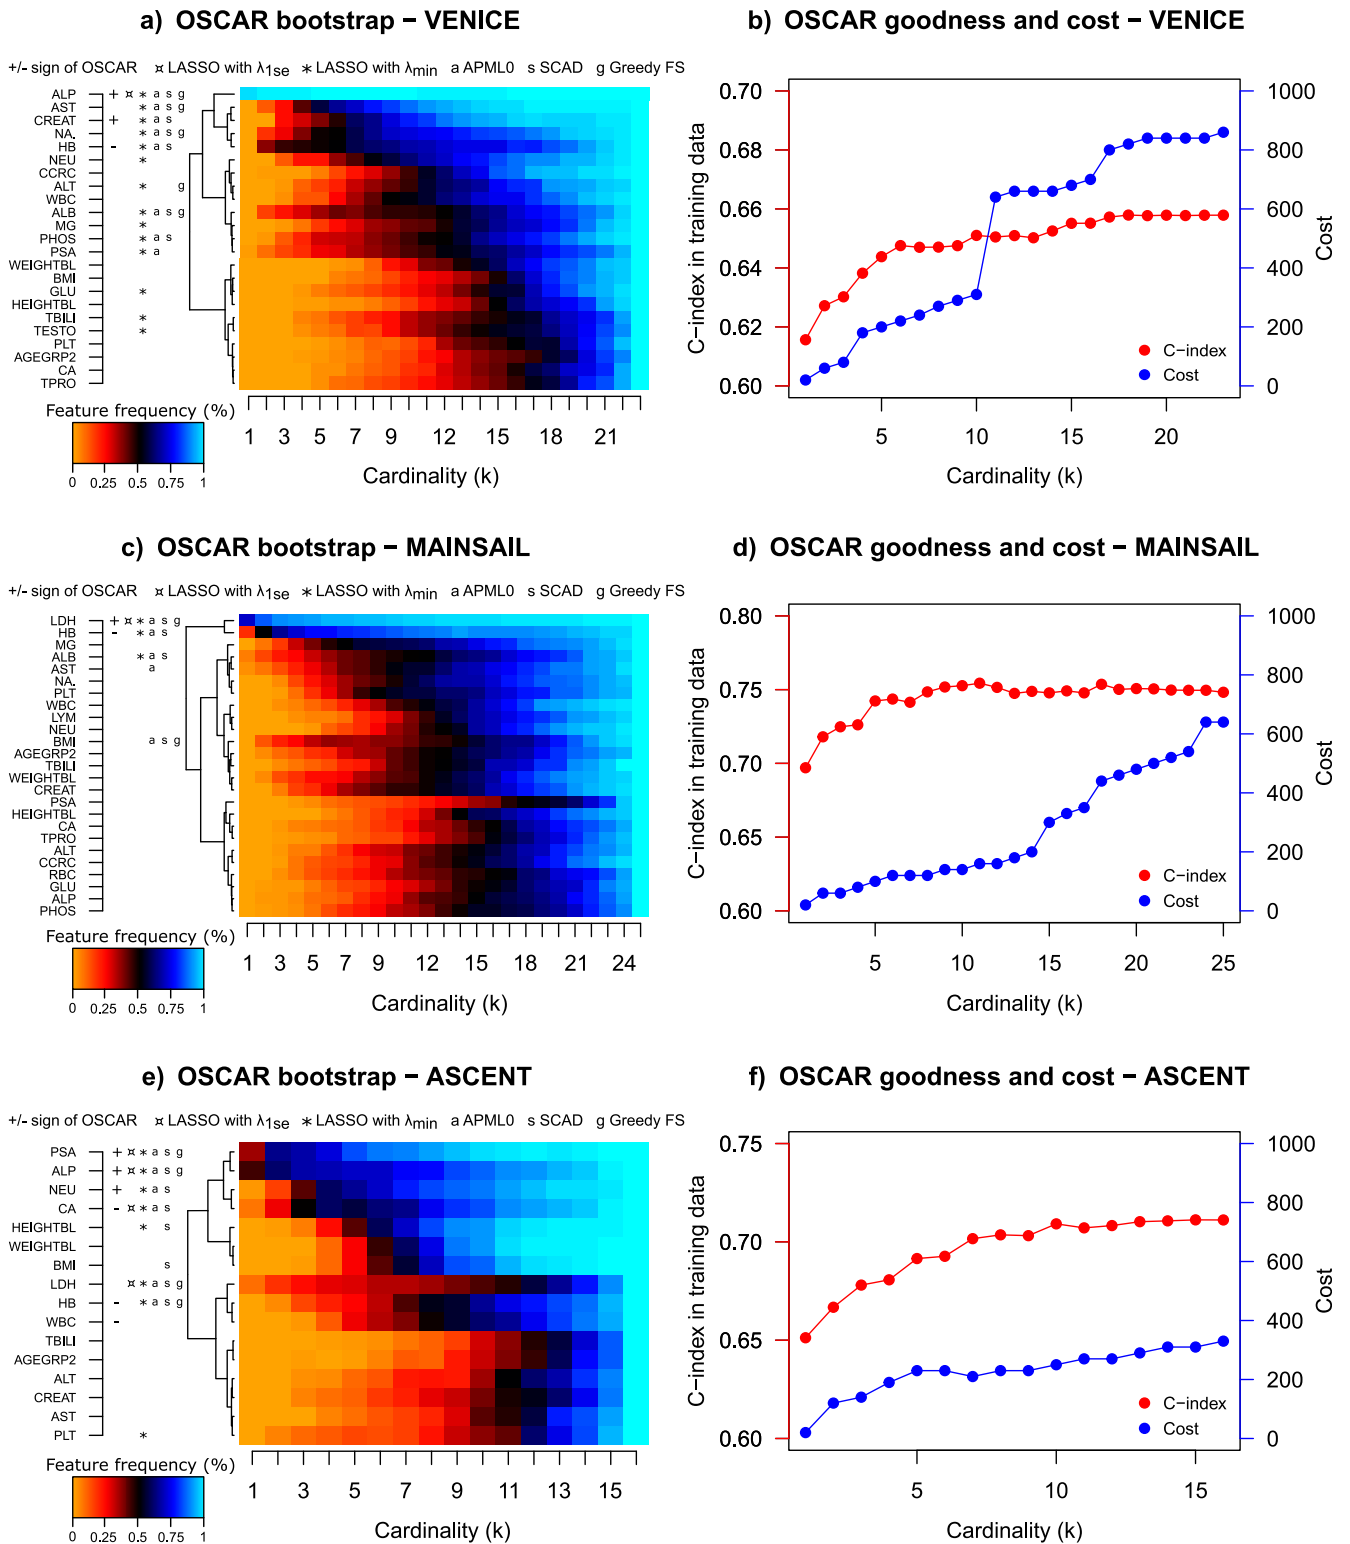 a) OSCAR bootstrap – VENICE
+/- sign of OSCAR ¤ LASSO with λ1se * LASSO with λmin a APML0 s SCAD g Greedy FS
ALP + ¤ * a s g
AST * a s g
CREAT + * a s g
NA. * a s g
HB - * a s
NEU *
CCRC
ALT * g
WBC
ALB * a s g
MG *
PHOS * a s
PSA * a
WEIGHTBL
BMI
GLU *
HEIGHTBL
TBILI *
TESTO *
PLT
AGEGRP2
CA
TPRO
Feature frequency (%)
0 0.25 0.5 0.75 1
1 3 5 7 9 12 15 18 21
Cardinality (k)
b) OSCAR goodness and cost – VENICE
0.70
0.68
0.66
0.64
0.62
0.60
C−index in training data
1000
800
600
400
200
0
Cost
C−index
Cost
5 10 15 20
Cardinality (k)
c) OSCAR bootstrap – MAINSAIL
+/- sign of OSCAR ¤ LASSO with λ1se * LASSO with λmin a APML0 s SCAD g Greedy FS
LDH + ¤ * a s g
HB - * a s
MG
ALB * a s
AST a
NA.
PLT
WBC
LYM
NEU
BMI a s g
AGEGRP2
TBILI
WEIGHTBL
CREAT
PSA
HEIGHTBL
CA
TPRO
ALT
CCRC
RBC
GLU
ALP
PHOS
Feature frequency (%)
0 0.25 0.5 0.75 1
1 3 5 7 9 12 15 18 21 24
Cardinality (k)
d) OSCAR goodness and cost – MAINSAIL
0.80
0.75
0.70
0.65
0.60
C−index in training data
1000
800
600
400
200
0
Cost
C−index
Cost
5 10 15 20 25
Cardinality (k)
e) OSCAR bootstrap – ASCENT
+/- sign of OSCAR ¤ LASSO with λ1se * LASSO with λmin a APML0 s SCAD g Greedy FS
PSA + ¤ * a s g
ALP + ¤ * a s g
NEU + * a s
CA - ¤ * a s
HEIGHTBL * s
WEIGHTBL
BMI s
LDH ¤ * a s g
HB - * a s g
WBC -
TBILI
AGEGRP2
ALT
CREAT
AST
PLT *
Feature frequency (%)
0 0.25 0.5 0.75 1
1 3 5 7 9 11 13 15
Cardinality (k)
f) OSCAR goodness and cost – ASCENT
0.75
0.70
0.65
0.60
C−index in training data
1000
800
600
400
200
0
Cost
C−index
Cost
5 10 15
Cardinality (k)